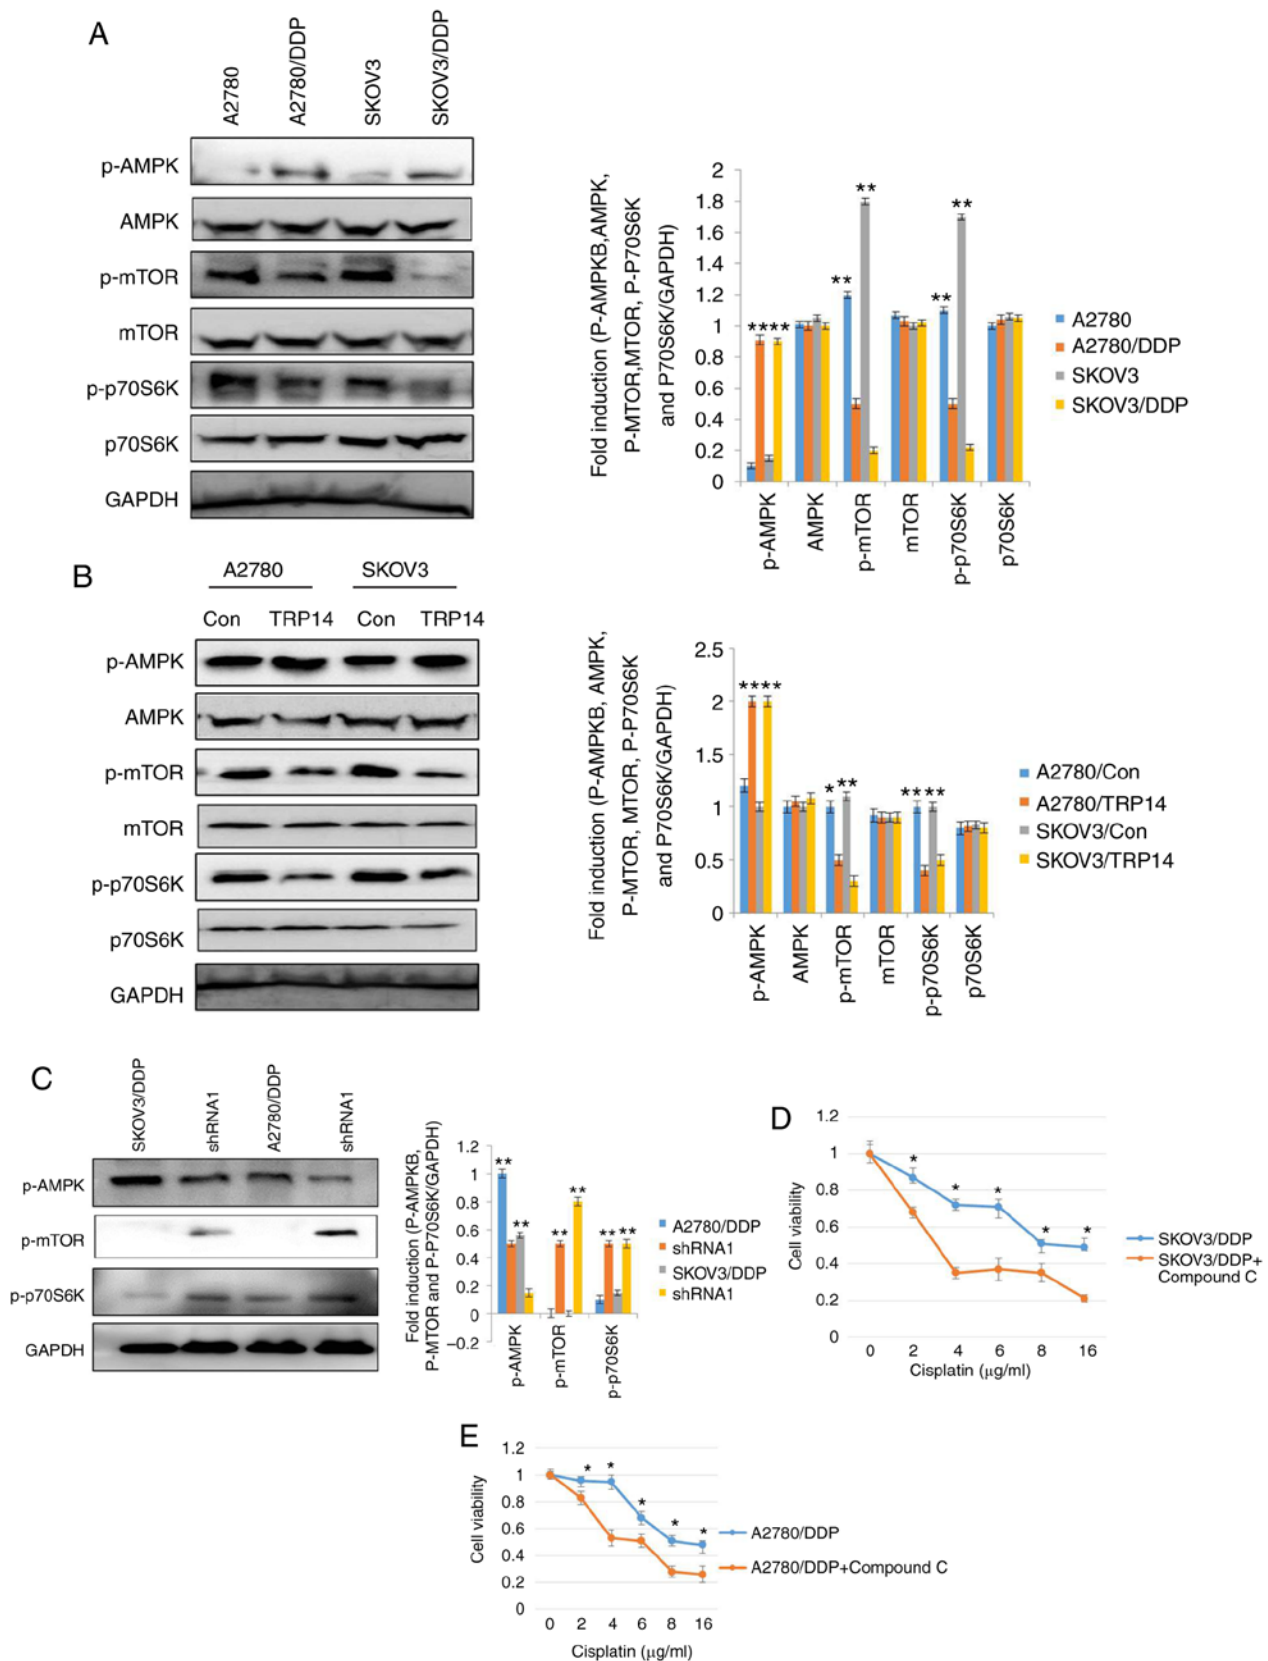 A
A2780
A2780/DDP
SKOV3
SKOV3/DDP
p-AMPK
AMPK
p-mTOR
mTOR
p-p70S6K
p70S6K
GAPDH
Fold induction (P-AMPKB,AMPK,
P-MTOR,MTOR, P-P70S6K
and P70S6K/GAPDH)
2
1.8
1.6
1.4
1.2
1
0.8
0.6
0.4
0.2
0
****
**
**
**
**
p-AMPK
AMPK
p-mTOR
mTOR
p-p70S6K
p70S6K
A2780
A2780/DDP
SKOV3
SKOV3/DDP
B
A2780
SKOV3
Con
TRP14
Con
TRP14
p-AMPK
AMPK
p-mTOR
mTOR
p-p70S6K
p70S6K
GAPDH
Fold induction (P-AMPKB, AMPK,
P-MTOR, MTOR, P-P70S6K
and P70S6K/GAPDH)
2.5
2
1.5
1
0.5
0
****
*
**
****
p-AMPK
AMPK
p-mTOR
mTOR
p-p70S6K
p70S6K
A2780/Con
A2780/TRP14
SKOV3/Con
SKOV3/TRP14
C
SKOV3/DDP
shRNA1
A2780/DDP
shRNA1
p-AMPK
p-mTOR
p-p70S6K
GAPDH
Fold induction (P-AMPKB,
P-MTOR and P-P70S6K/GAPDH)
1.2
1
0.8
0.6
0.4
0.2
0
–0.2
**
**
**
**
**
**
p-AMPK
p-mTOR
p-p70S6K
A2780/DDP
shRNA1
SKOV3/DDP
shRNA1
D
Cell viability
1.2
1
0.8
0.6
0.4
0.2
0
*
*
*
*
*
0 2 4 6 8 16
Cisplatin (μg/ml)
SKOV3/DDP
SKOV3/DDP+
Compound C
E
Cell viability
1.2
1
0.8
0.6
0.4
0.2
0
*
*
*
*
*
0 2 4 6 8 16
Cisplatin (μg/ml)
A2780/DDP
A2780/DDP+Compound C